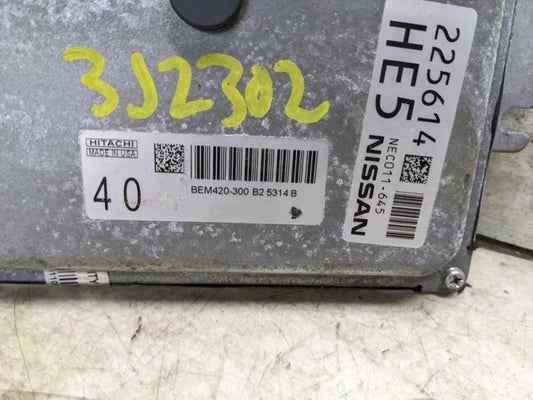 3J2302
HITACHI
MADE IN USA
40
BEM420-300 B2 5314 B
225614
HE5
NEC011-645
NISSAN